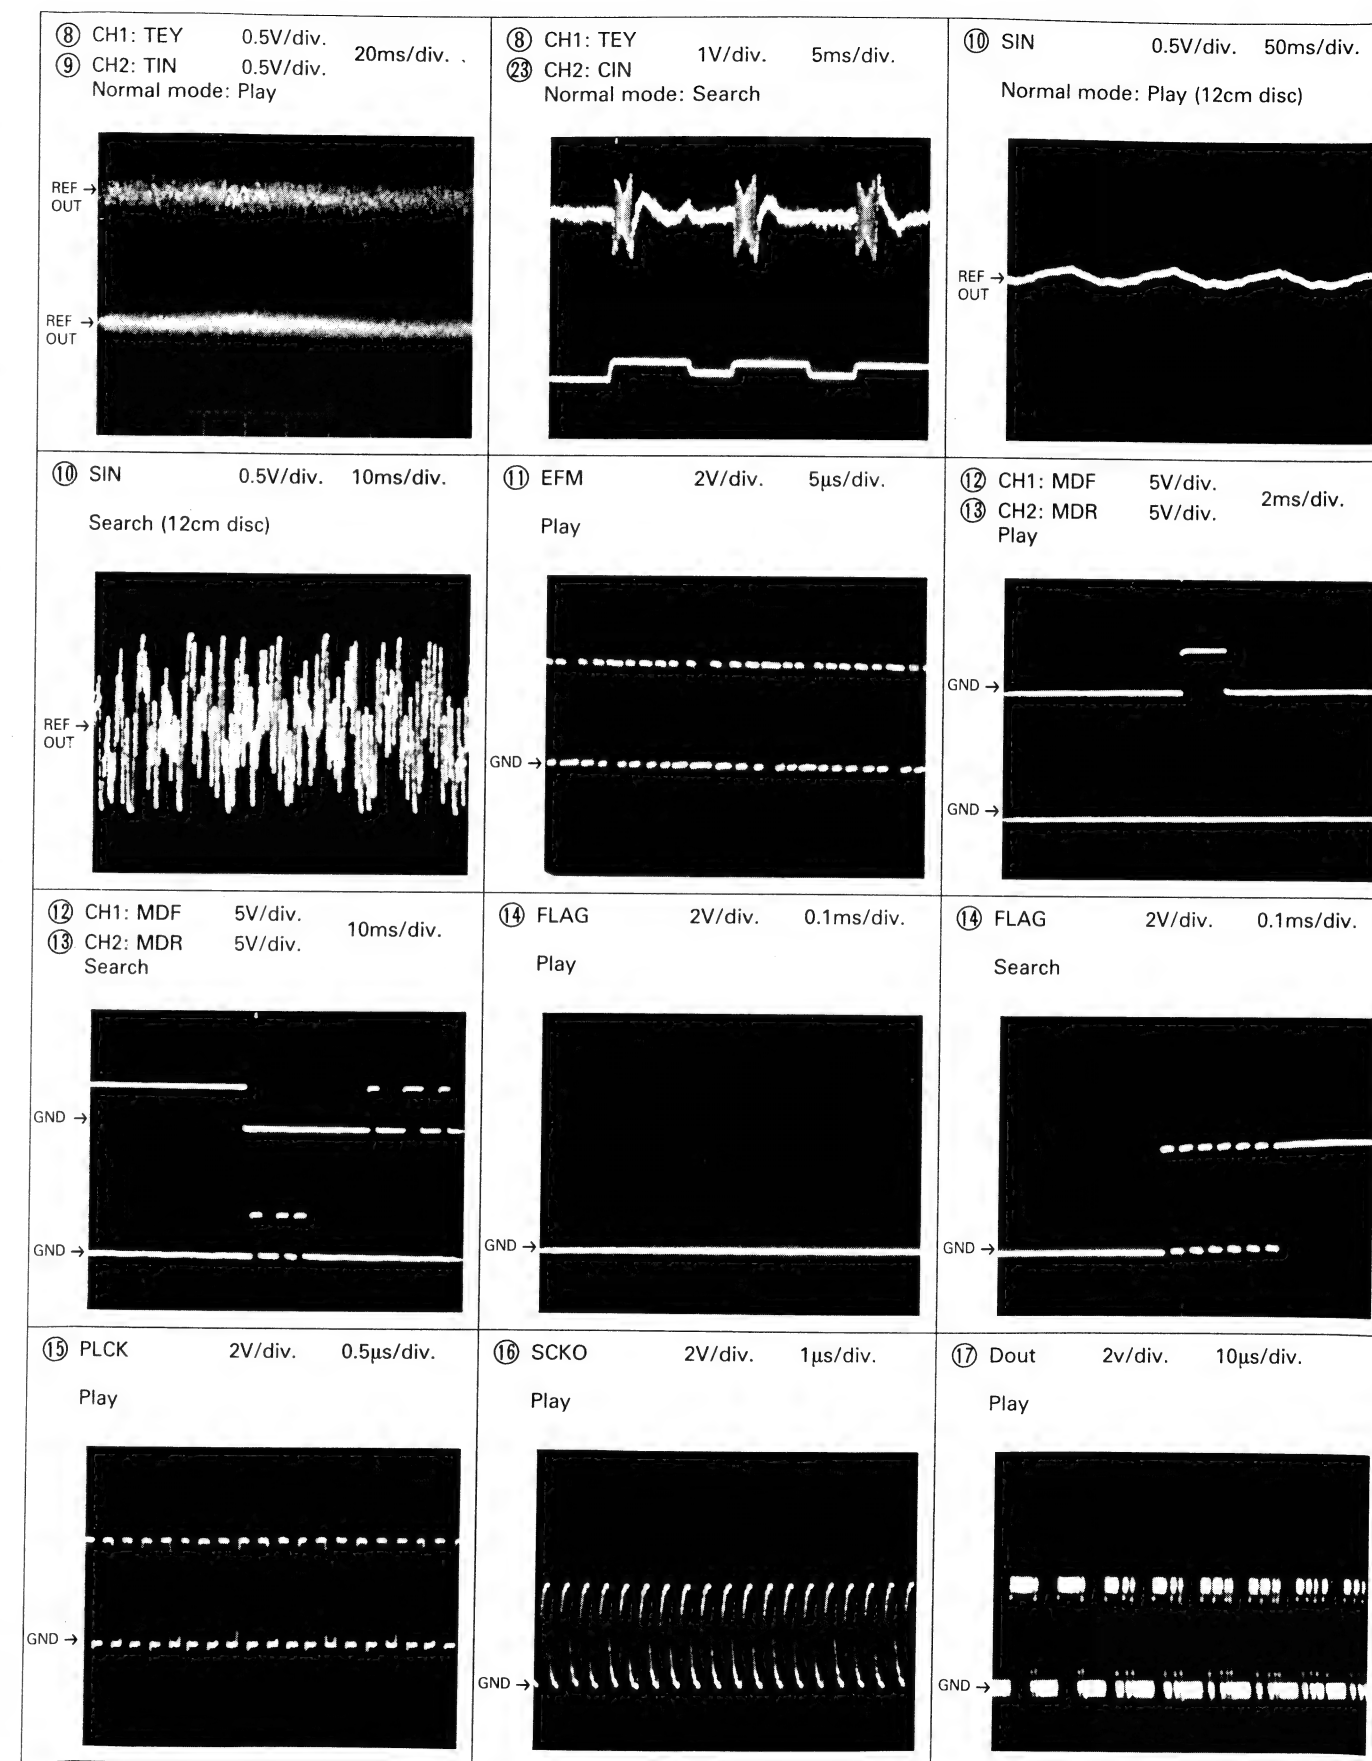 ⑧ CH1: TEY 0.5V/div.
⑨ CH2: TIN 0.5V/div. 20ms/div.
Normal mode: Play
REF →
OUT
REF →
OUT
⑧ CH1: TEY
㉓ CH2: CIN 1V/div. 5ms/div.
Normal mode: Search
⑩ SIN 0.5V/div. 50ms/div.
Normal mode: Play (12cm disc)
REF →
OUT
⑩ SIN 0.5V/div. 10ms/div.
Search (12cm disc)
REF →
OUT
⑪ EFM 2V/div. 5µs/div.
Play
GND →
⑫ CH1: MDF 5V/div.
⑬ CH2: MDR 5V/div. 2ms/div.
Play
GND →
GND →
⑫ CH1: MDF 5V/div.
⑬ CH2: MDR 5V/div. 10ms/div.
Search
GND →
GND →
⑭ FLAG 2V/div. 0.1ms/div.
Play
GND →
⑭ FLAG 2V/div. 0.1ms/div.
Search
GND →
⑮ PLCK 2V/div. 0.5µs/div.
Play
GND →
⑯ SCKO 2V/div. 1µs/div.
Play
GND →
⑰ Dout 2v/div. 10µs/div.
Play
GND →